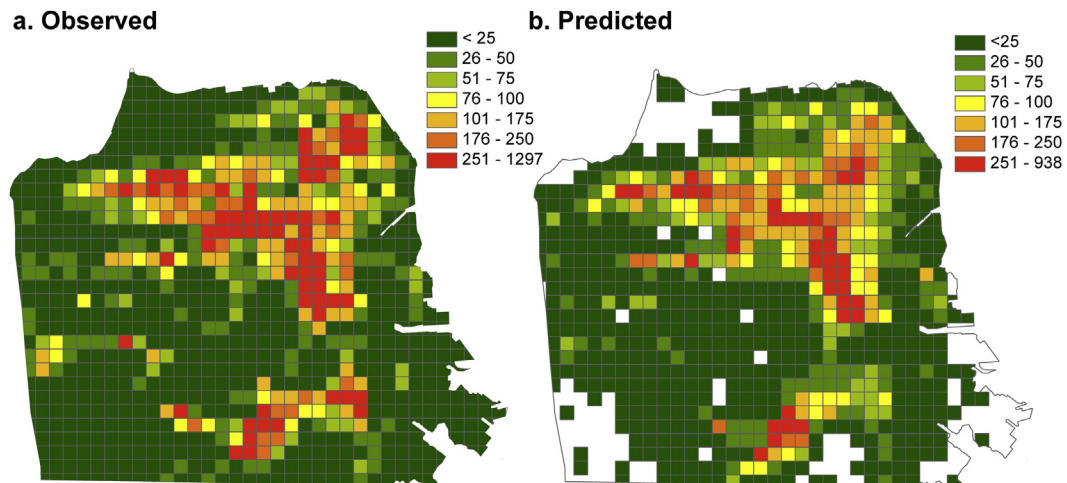 a. Observed
< 25
26 - 50
51 - 75
76 - 100
101 - 175
176 - 250
251 - 1297
b. Predicted
<25
26 - 50
51 - 75
76 - 100
101 - 175
176 - 250
251 - 938